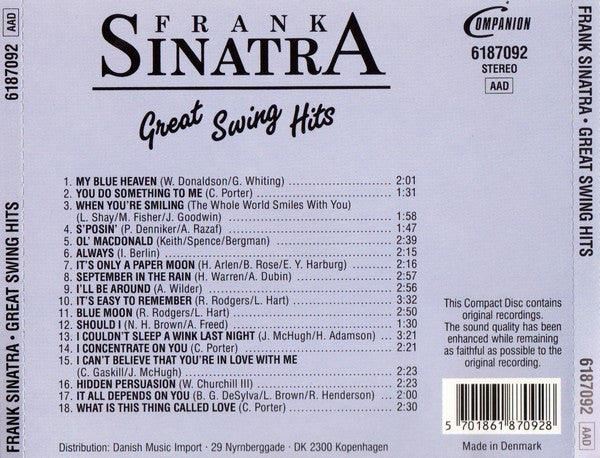 FRANK
SINATRA
Great Swing Hits
COMPANION
6187092
STEREO
AAD
1. MY BLUE HEAVEN (W. Donaldson/G. Whiting) 2:01
2. YOU DO SOMETHING TO ME (C. Porter) 1:31
3. WHEN YOU'RE SMILING (The Whole World Smiles With You)
(L. Shay/M. Fisher/J. Goodwin) 1:58
4. S'POSIN' (P. Denniker/A. Razaf) 1:47
5. OL' MACDONALD (Keith/Spence/Bergman) 2:39
6. ALWAYS (I. Berlin) 2:15
7. IT'S ONLY A PAPER MOON (H. Arlen/B. Rose/E. Y. Harburg) 2:16
8. SEPTEMBER IN THE RAIN (H. Warren/A. Dubin) 2:57
9. I'LL BE AROUND (A. Wilder) 2:56
10. IT'S EASY TO REMEMBER (R. Rodgers/L. Hart) 3:32
11. BLUE MOON (R. Rodgers/L. Hart) 2:50
12. SHOULD I (N. H. Brown/A. Freed) 1:30
13. I COULDN'T SLEEP A WINK LAST NIGHT (J. McHugh/H. Adamson) 3:21
14. I CONCENTRATE ON YOU (C. Porter) 2:21
15. I CAN'T BELIEVE THAT YOU'RE IN LOVE WITH ME
(C. Gaskill/J. McHugh) 2:23
16. HIDDEN PERSUASION (W. Churchill III) 2:23
17. IT ALL DEPENDS ON YOU (B. G. DeSylva/L. Brown/R. Henderson) 2:00
18. WHAT IS THIS THING CALLED LOVE (C. Porter) 2:30
This Compact Disc contains
original recordings.
The sound quality has been
enhanced while remaining
as faithful as possible to the
original recording.
5 701861 870928
Distribution: Danish Music Import · 29 Nyrnberggade · DK 2300 Kopenhagen
Made in Denmark
FRANK SINATRA · GREAT SWING HITS 6187092 AAD
FRANK SINATRA · GREAT SWING HITS 6187092 AAD